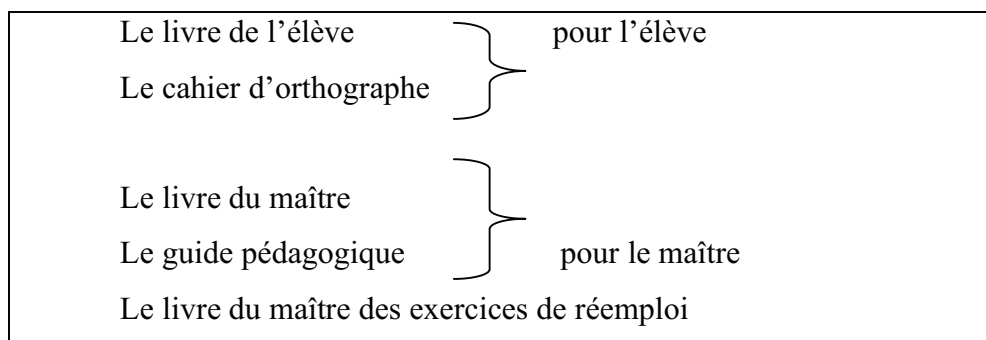 Le livre de l’élève pour l’élève
Le cahier d’orthographe
Le livre du maître
Le guide pédagogique pour le maître
Le livre du maître des exercices de réemploi